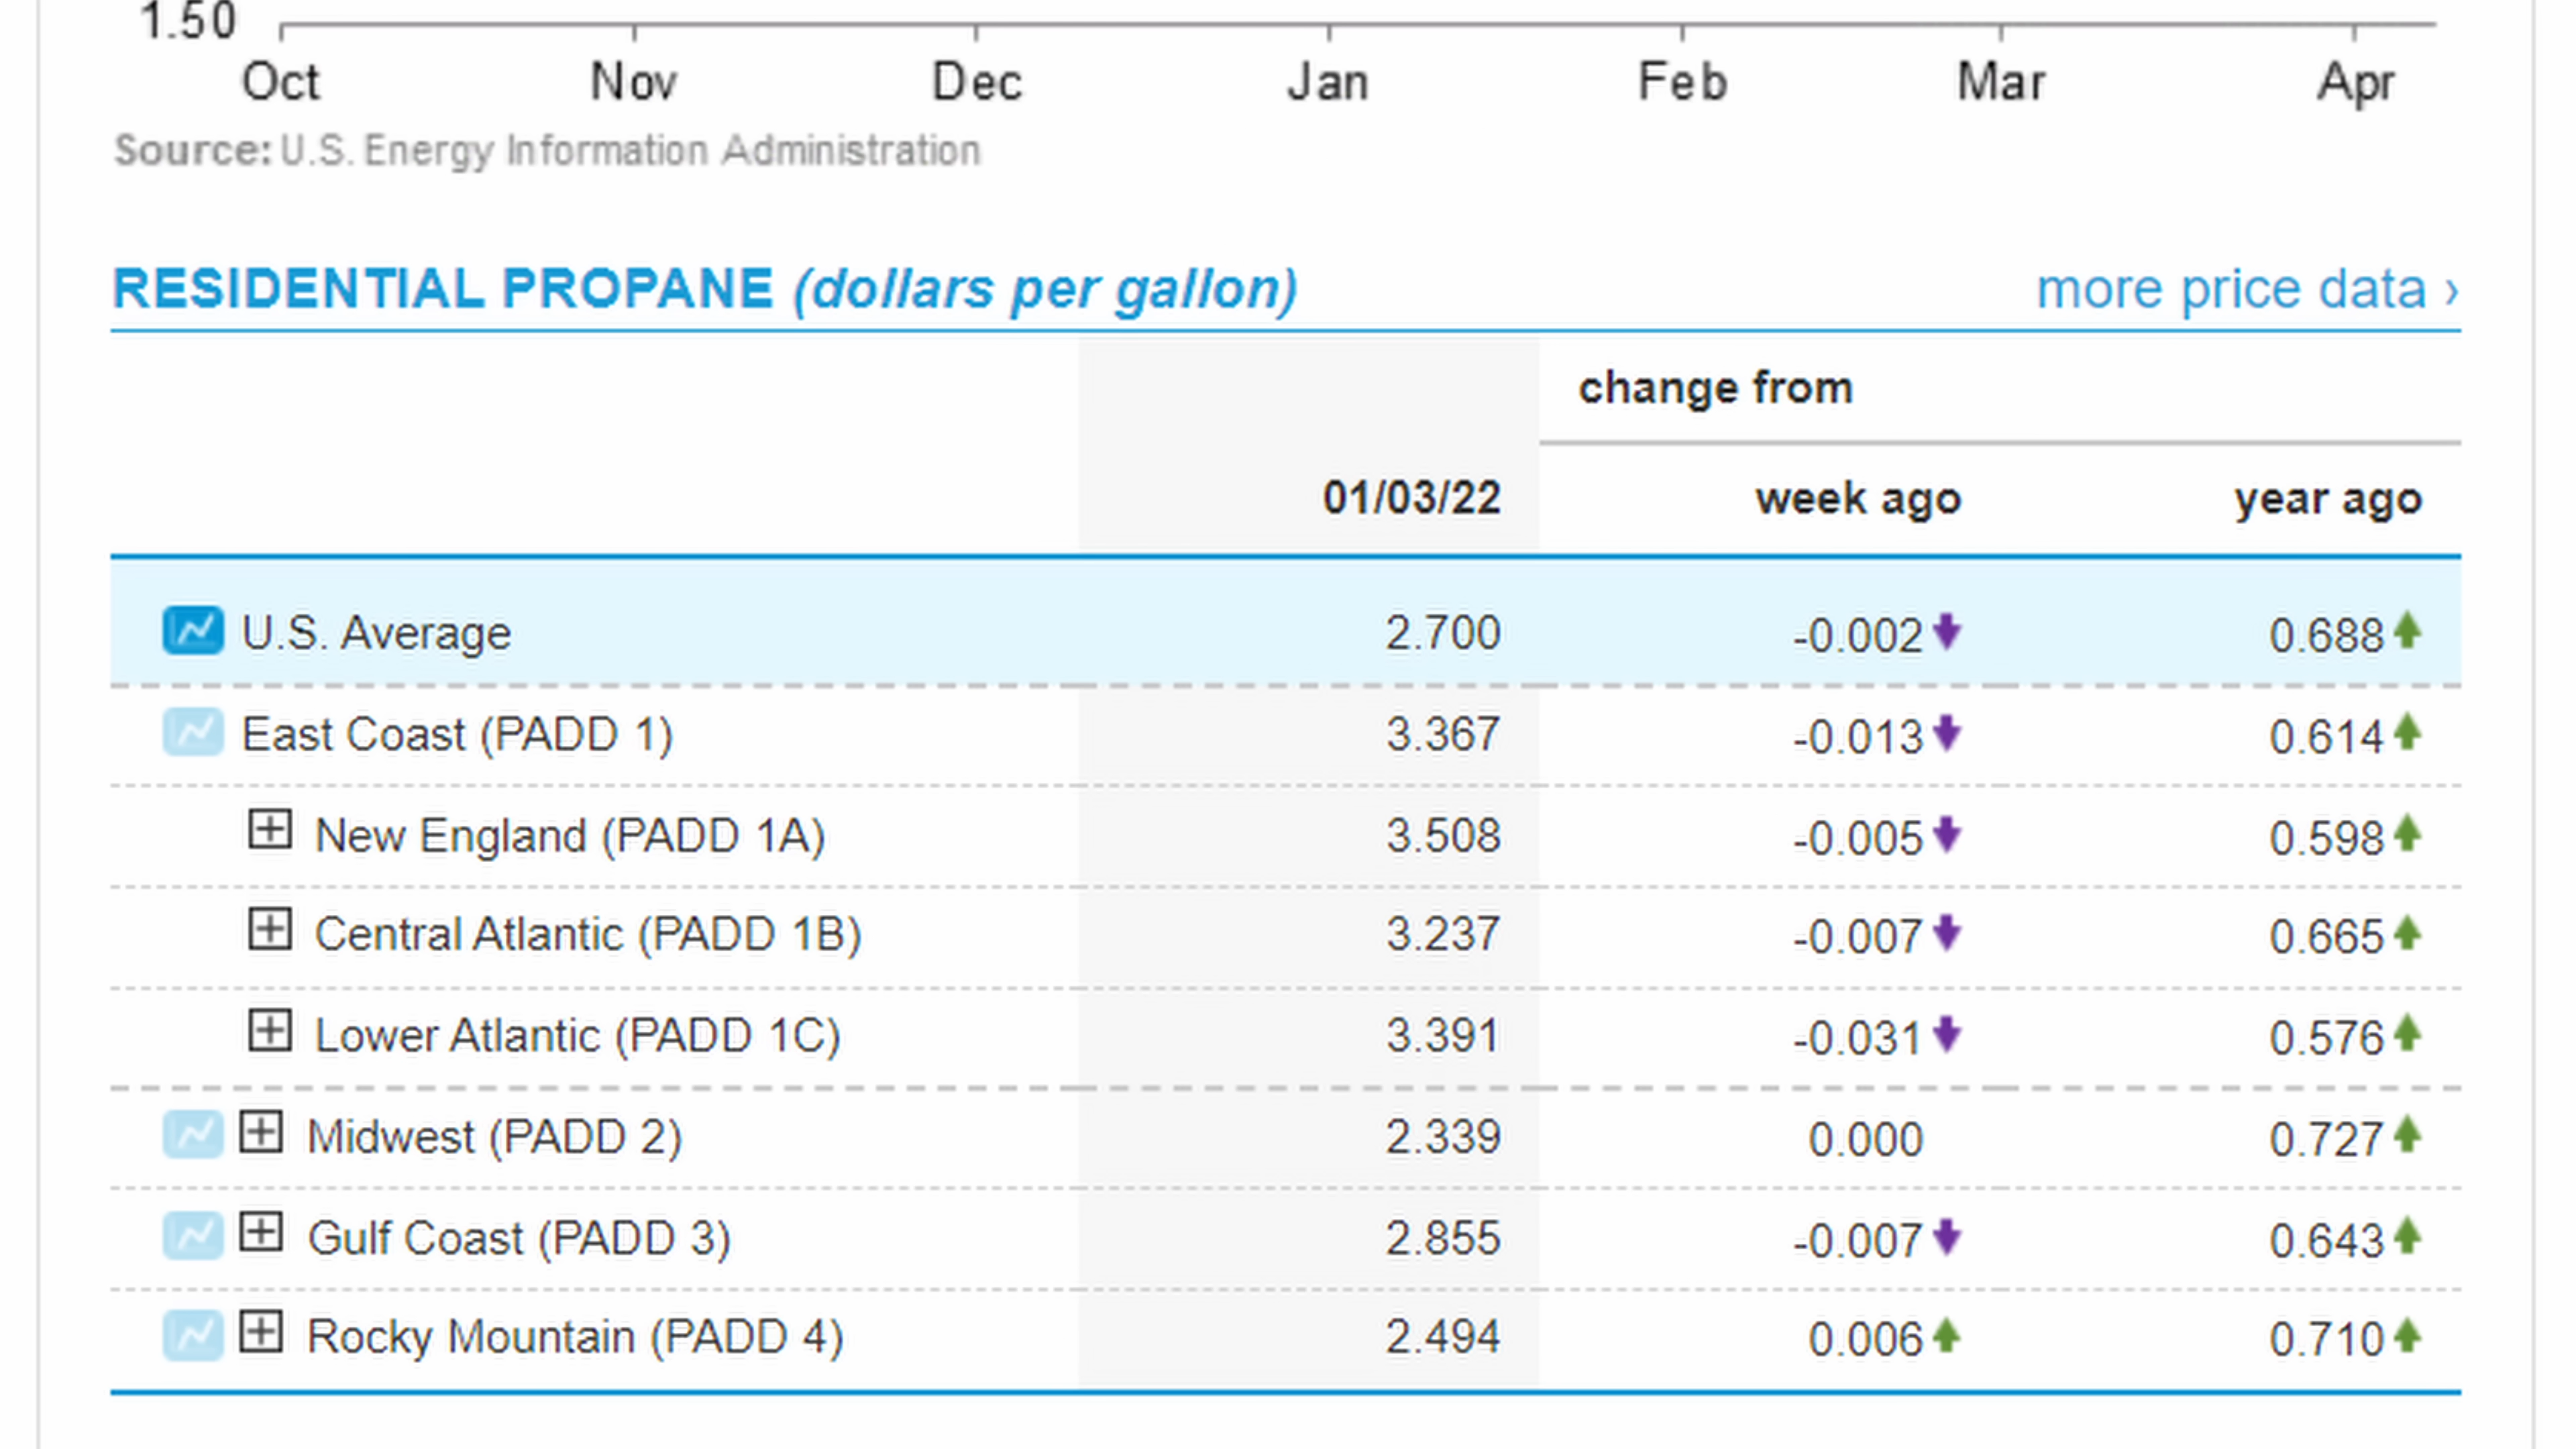 1.50
Oct Nov Dec Jan Feb Mar Apr
Source: U.S. Energy Information Administration
RESIDENTIAL PROPANE (dollars per gallon) more price data ›
change from
01/03/22 week ago year ago
U.S. Average 2.700 -0.002 0.688
East Coast (PADD 1) 3.367 -0.013 0.614
New England (PADD 1A) 3.508 -0.005 0.598
Central Atlantic (PADD 1B) 3.237 -0.007 0.665
Lower Atlantic (PADD 1C) 3.391 -0.031 0.576
Midwest (PADD 2) 2.339 0.000 0.727
Gulf Coast (PADD 3) 2.855 -0.007 0.643
Rocky Mountain (PADD 4) 2.494 0.006 0.710